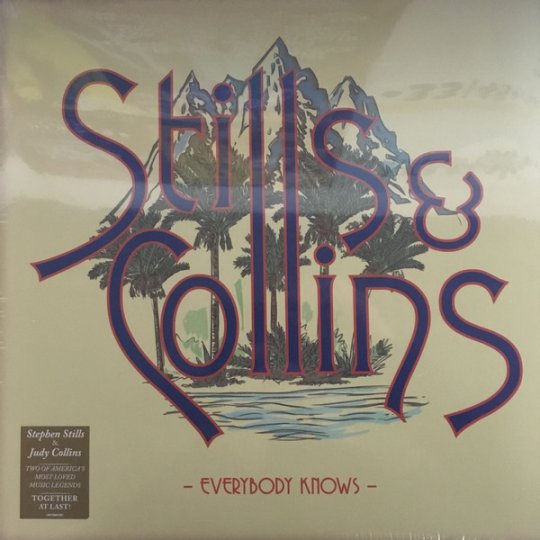 Stills &
Collins
Stephen Stills
&
Judy Collins
TWO OF AMERICA'S
MOST LOVED
MUSIC LEGENDS
TOGETHER
AT LAST!
– EVERYBODY KNOWS –